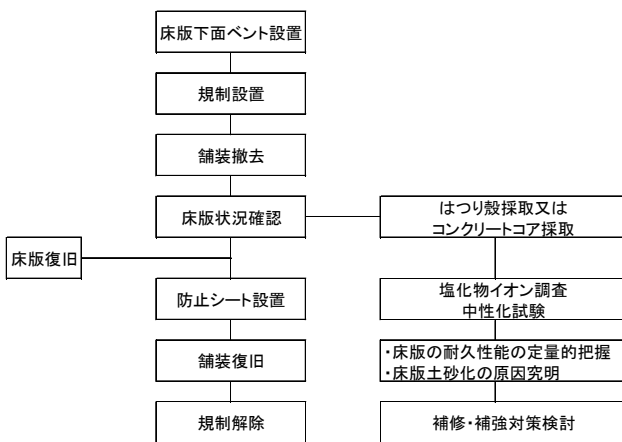 床版下面ベント設置
規制設置
舗装撤去
床版状況確認
はつり殻採取又は
コンクリートコア採取
床版復旧
防止シート設置
塩化物イオン調査
中性化試験
舗装復旧
・床版の耐久性能の定量的把握
・床版土砂化の原因究明
規制解除
補修・補強対策検討